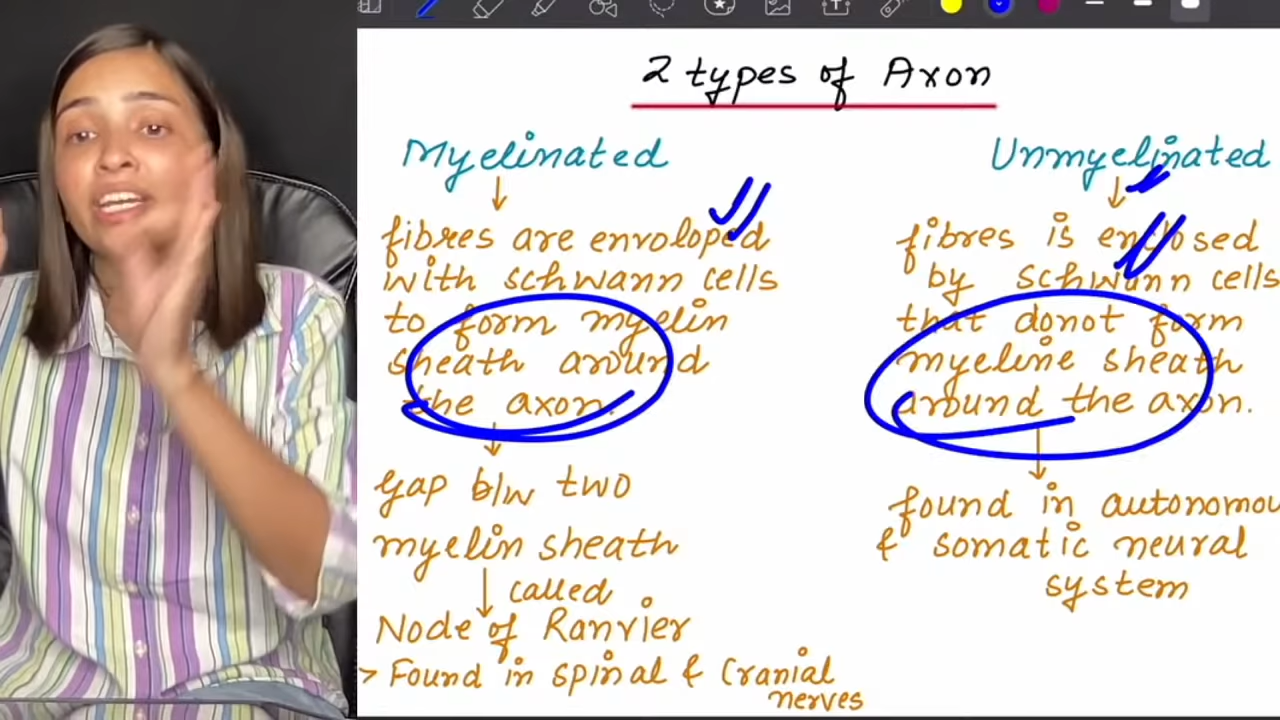 2 types of Axon
Myelinated
fibres are enveloped
with schwann cells
to form myelin
sheath around
the axon.
Gap b/w two
myelin sheath
called
Node of Ranvier
> Found in spinal & Cranial
nerves
Unmyelinated
fibres is enclosed
by schwann cells
that donot form
myeline sheath
around the axon.
found in autonomou
& somatic neural
system